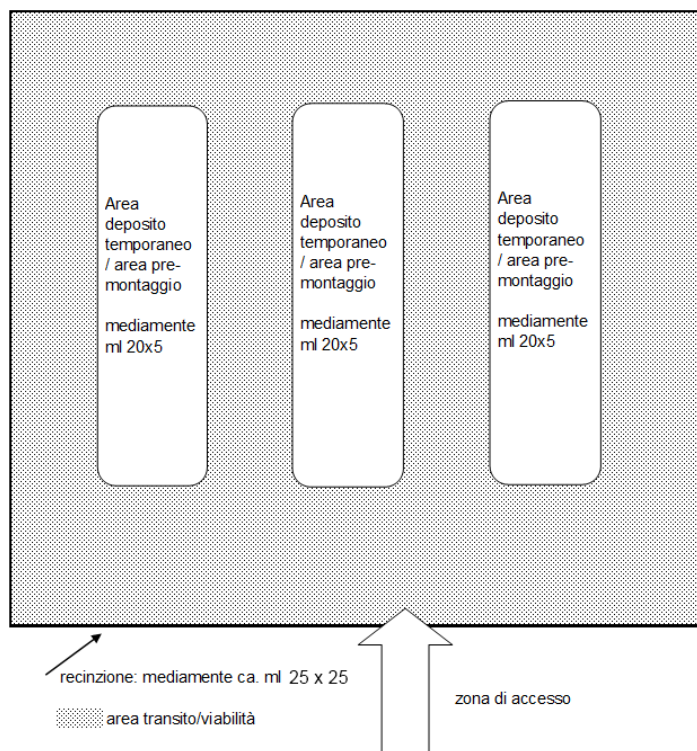 Area
deposito
temporaneo
/ area pre-
montaggio
mediamente
ml 20x5
Area
deposito
temporaneo
/ area pre-
montaggio
mediamente
ml 20x5
Area
deposito
temporaneo
/ area pre-
montaggio
mediamente
ml 20x5
recinzione: mediamente ca. ml 25 x 25
zona di accesso
area transito/viabilità